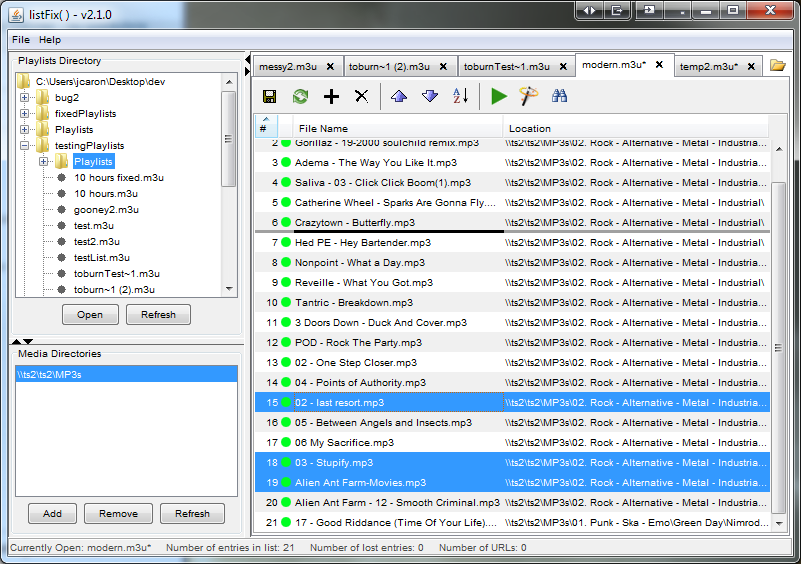 listFix( ) - v2.1.0
File Help
Playlists Directory
C:\Users\jcaron\Desktop\dev
bug2
fixedPlaylists
Playlists
testingPlaylists
Playlists
10 hours fixed.m3u
10 hours.m3u
gooney2.m3u
test.m3u
test2.m3u
testList.m3u
toburnTest~1.m3u
toburn~1 (2).m3u
Open Refresh
Media Directories
\\ts2\ts2\MP3s
Add Remove Refresh
messy2.m3u toburn~1 (2).m3u toburnTest~1.m3u modern.m3u* temp2.m3u*
# File Name Location
2 Gorillaz - 19-2000 soulchild remix.mp3 \\ts2\ts2\MP3s\02. Rock - Alternative - Metal - Industria...
3 Adema - The Way You Like It.mp3 \\ts2\ts2\MP3s\02. Rock - Alternative - Metal - Industria...
4 Saliva - 03 - Click Click Boom(1).mp3 \\ts2\ts2\MP3s\02. Rock - Alternative - Metal - Industria...
5 Catherine Wheel - Sparks Are Gonna Fly.... \\ts2\ts2\MP3s\02. Rock - Alternative - Metal - Industria...
6 Crazytown - Butterfly.mp3 \\ts2\ts2\MP3s\02. Rock - Alternative - Metal - Industrial\
7 Hed PE - Hey Bartender.mp3 \\ts2\ts2\MP3s\02. Rock - Alternative - Metal - Industrial\
8 Nonpoint - What a Day.mp3 \\ts2\ts2\MP3s\02. Rock - Alternative - Metal - Industria...
9 Reveille - What You Got.mp3 \\ts2\ts2\MP3s\02. Rock - Alternative - Metal - Industrial\
10 Tantric - Breakdown.mp3 \\ts2\ts2\MP3s\02. Rock - Alternative - Metal - Industria...
11 3 Doors Down - Duck And Cover.mp3 \\ts2\ts2\MP3s\02. Rock - Alternative - Metal - Industria...
12 POD - Rock The Party.mp3 \\ts2\ts2\MP3s\02. Rock - Alternative - Metal - Industria...
13 02 - One Step Closer.mp3 \\ts2\ts2\MP3s\02. Rock - Alternative - Metal - Industria...
14 04 - Points of Authority.mp3 \\ts2\ts2\MP3s\02. Rock - Alternative - Metal - Industria...
15 02 - last resort.mp3 \\ts2\ts2\MP3s\02. Rock - Alternative - Metal - Industria...
16 05 - Between Angels and Insects.mp3 \\ts2\ts2\MP3s\02. Rock - Alternative - Metal - Industria...
17 06 My Sacrifice.mp3 \\ts2\ts2\MP3s\02. Rock - Alternative - Metal - Industria...
18 03 - Stupify.mp3 \\ts2\ts2\MP3s\02. Rock - Alternative - Metal - Industria...
19 Alien Ant Farm-Movies.mp3 \\ts2\ts2\MP3s\02. Rock - Alternative - Metal - Industria...
20 Alien Ant Farm - 12 - Smooth Criminal.mp3 \\ts2\ts2\MP3s\02. Rock - Alternative - Metal - Industria...
21 17 - Good Riddance (Time Of Your Life).... \\ts2\ts2\MP3s\01. Punk - Ska - Emo\Green Day\Nimrod...
Currently Open: modern.m3u* Number of entries in list: 21 Number of lost entries: 0 Number of URLs: 0